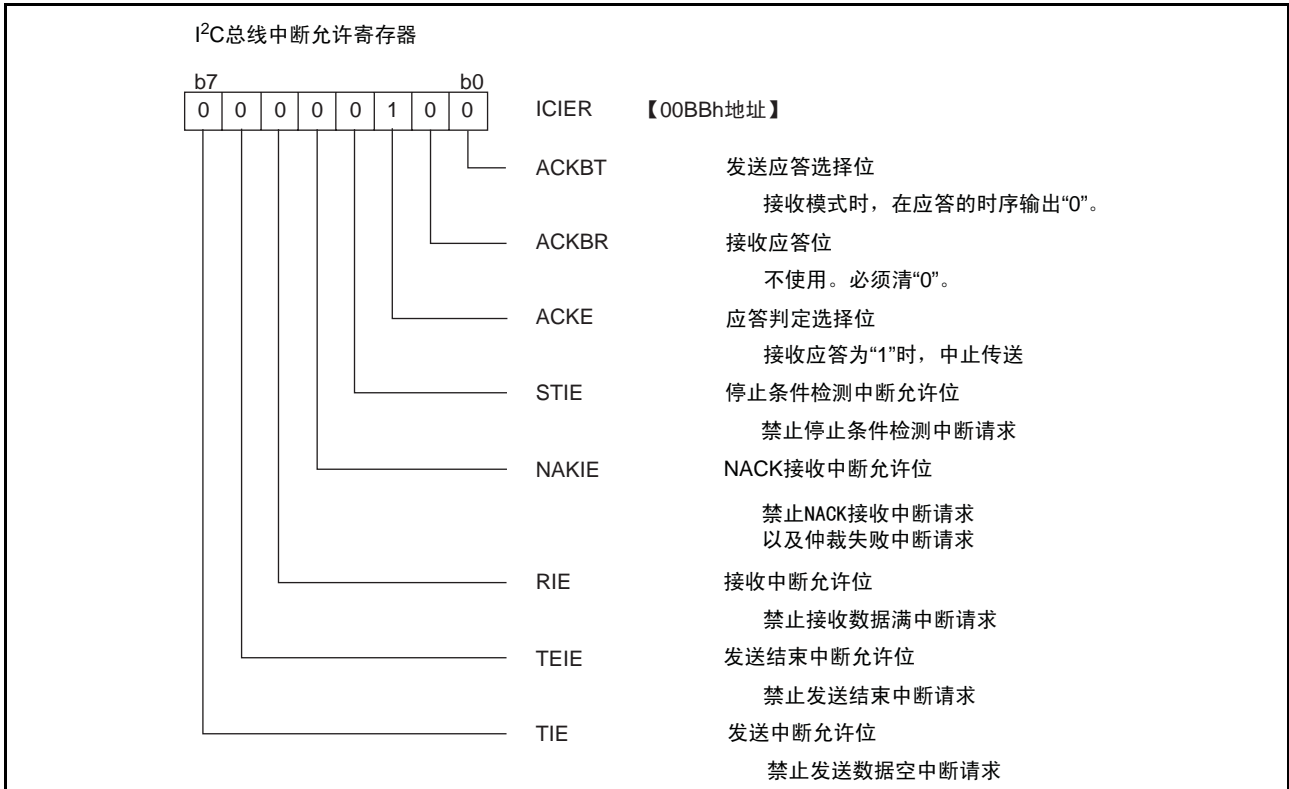 I²C总线中断允许寄存器
b7 b0
0 0 0 0 0 1 0 0 ICIER 【00BBh地址】
ACKBT 发送应答选择位
接收模式时，在应答的时序输出“0”。
ACKBR 接收应答位
不使用。必须清“0”。
ACKE 应答判定选择位
接收应答为“1”时，中止传送
STIE 停止条件检测中断允许位
禁止停止条件检测中断请求
NAKIE NACK接收中断允许位
禁止NACK接收中断请求
以及仲裁失败中断请求
RIE 接收中断允许位
禁止接收数据满中断请求
TEIE 发送结束中断允许位
禁止发送结束中断请求
TIE 发送中断允许位
禁止发送数据空中断请求